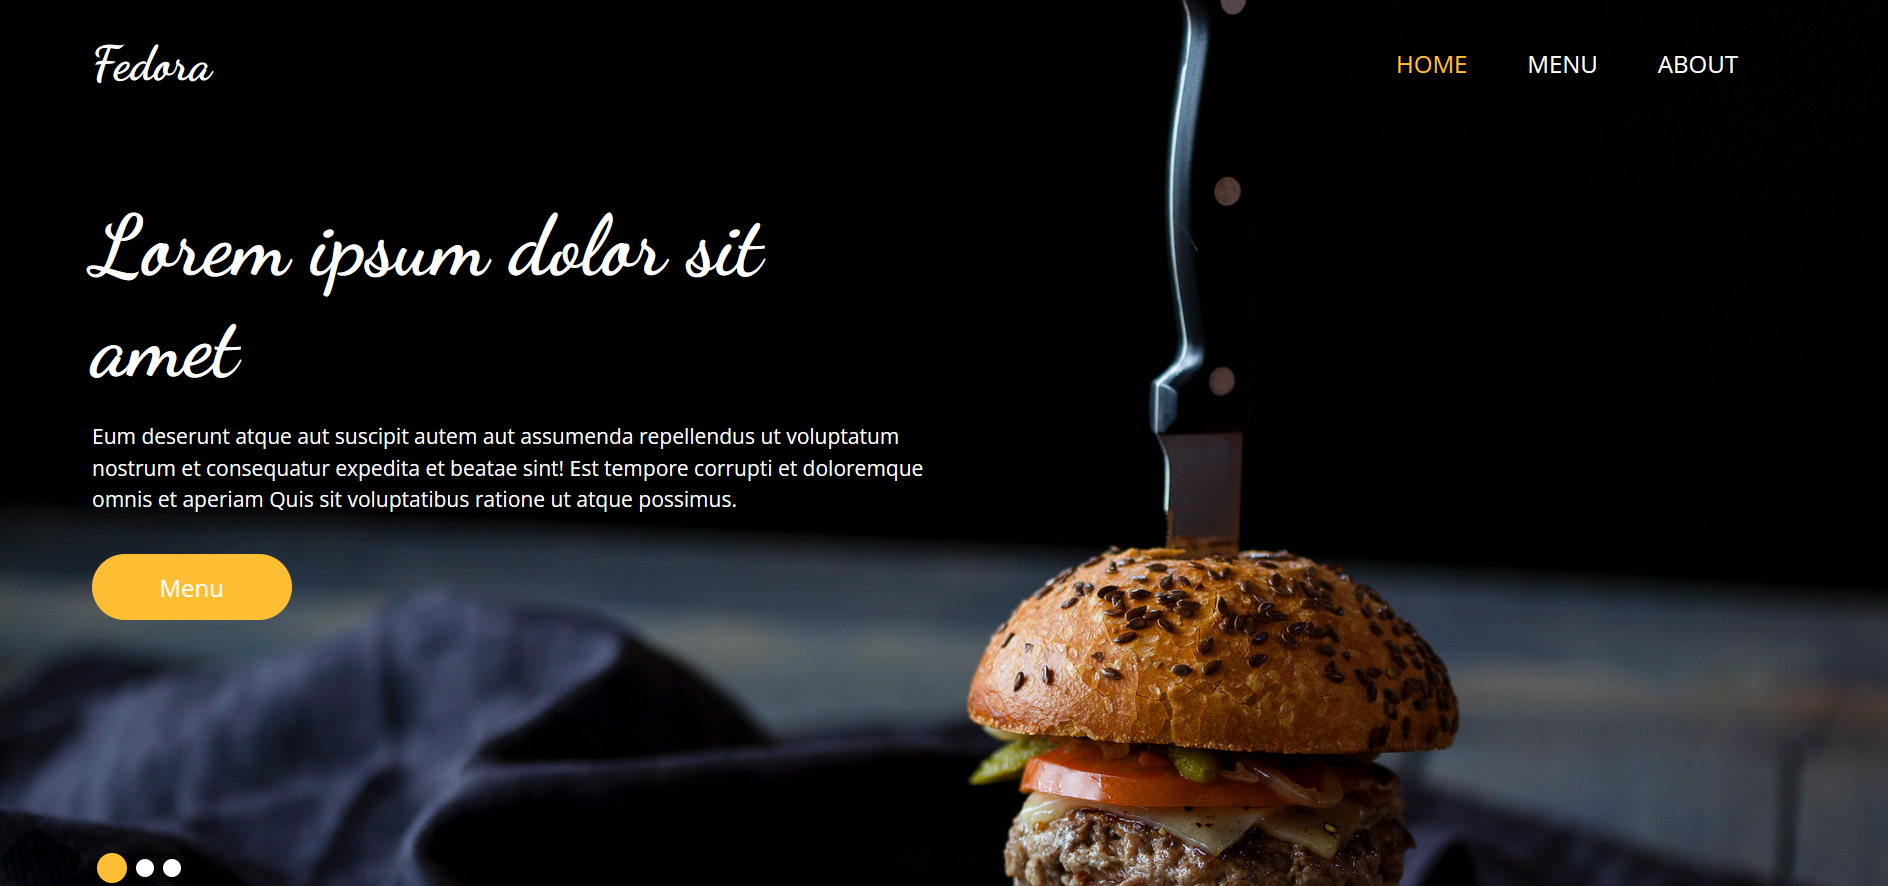 Fedora
HOME MENU ABOUT
Lorem ipsum dolor sit
amet
Eum deserunt atque aut suscipit autem aut assumenda repellendus ut voluptatum
nostrum et consequatur expedita et beatae sint! Est tempore corrupti et doloremque
omnis et aperiam Quis sit voluptatibus ratione ut atque possimus.
Menu